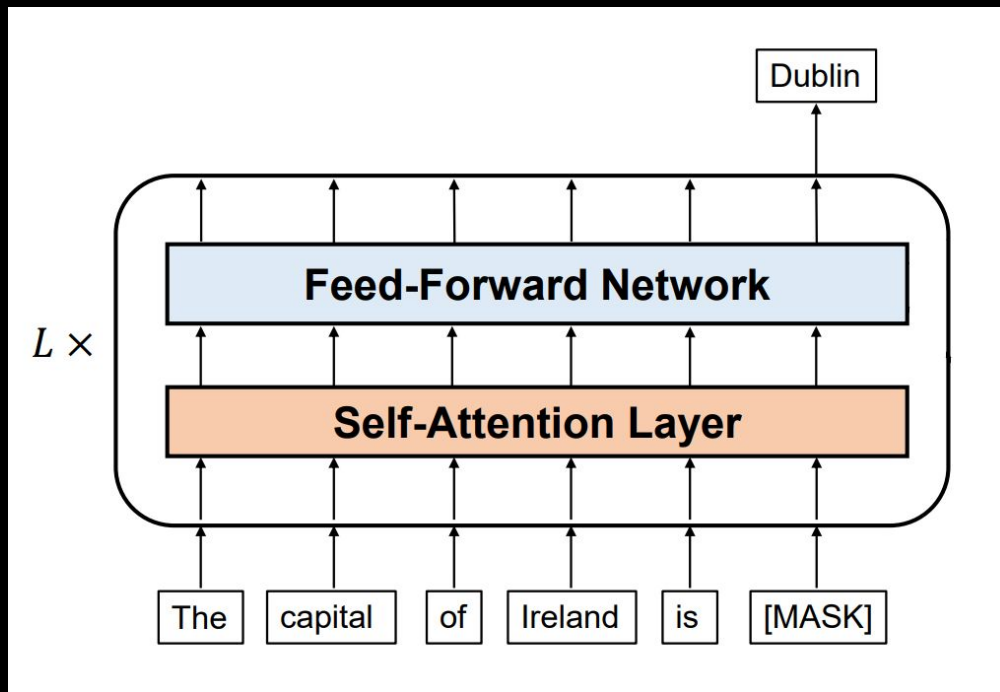 Dublin
Feed-Forward Network
L ×
Self-Attention Layer
The capital of Ireland is [MASK]